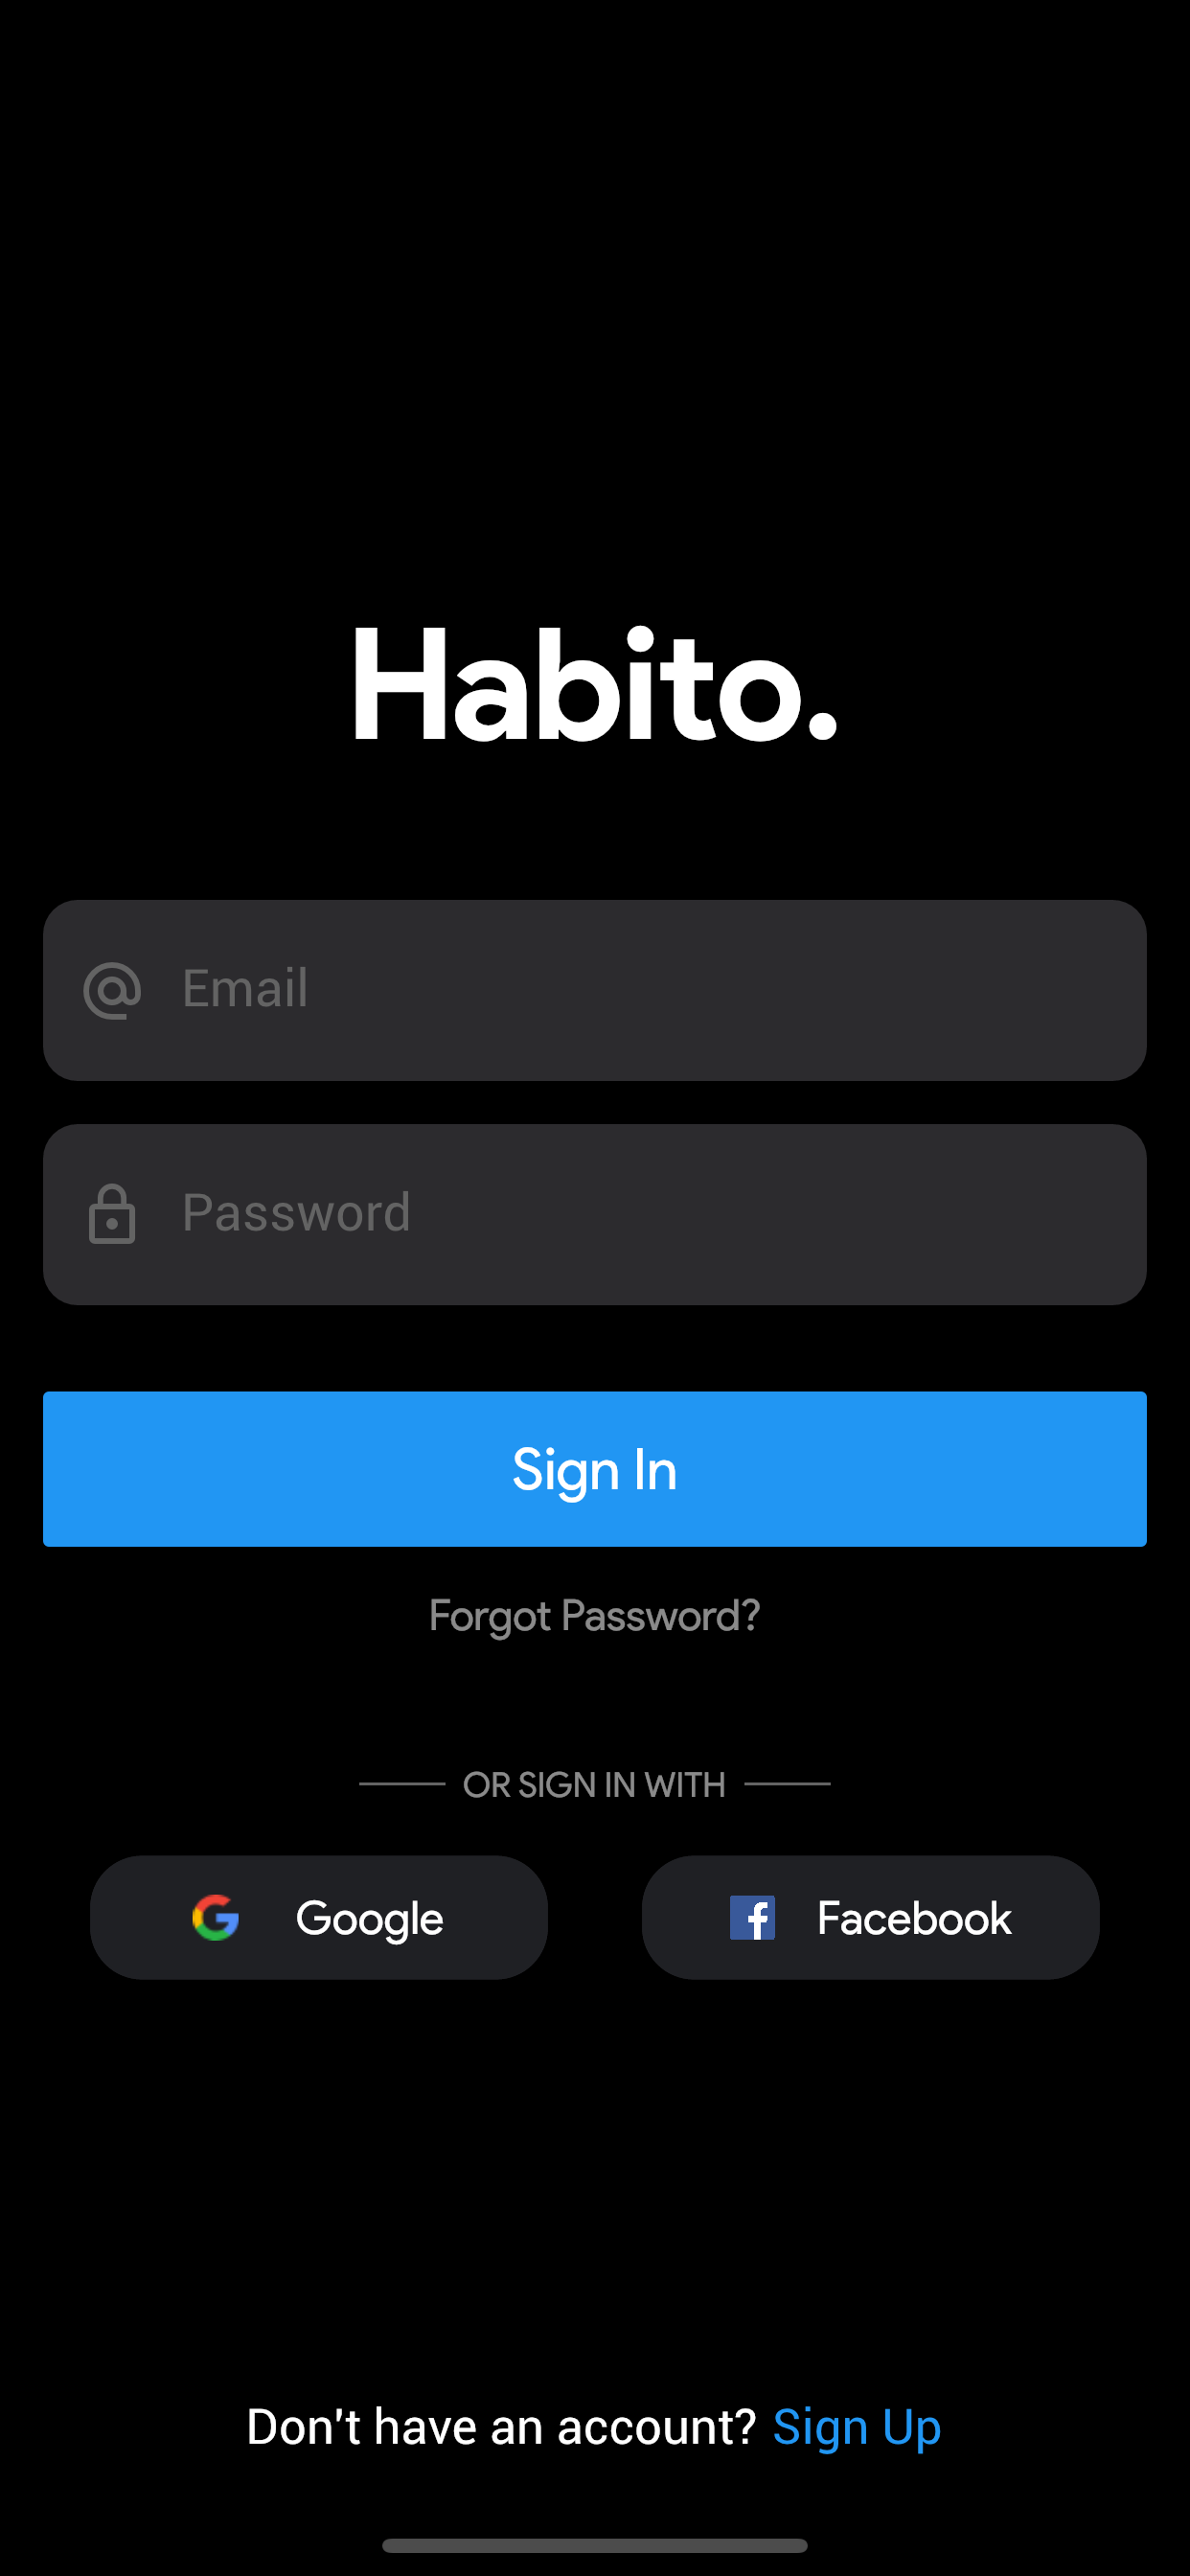 Habito.
Email
Password
Sign In
Forgot Password?
OR SIGN IN WITH
Google
Facebook
Don't have an account? Sign Up